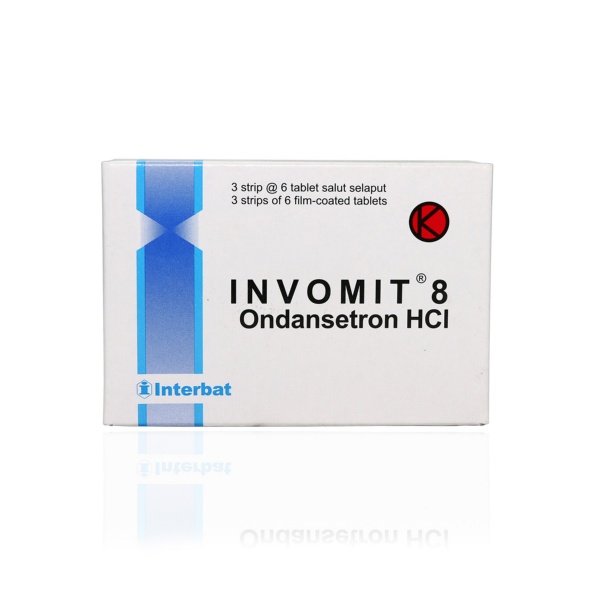 3 strip @ 6 tablet salut selaput
3 strips of 6 film-coated tablets
K
INVOMIT® 8
Ondansetron HCl
Interbat